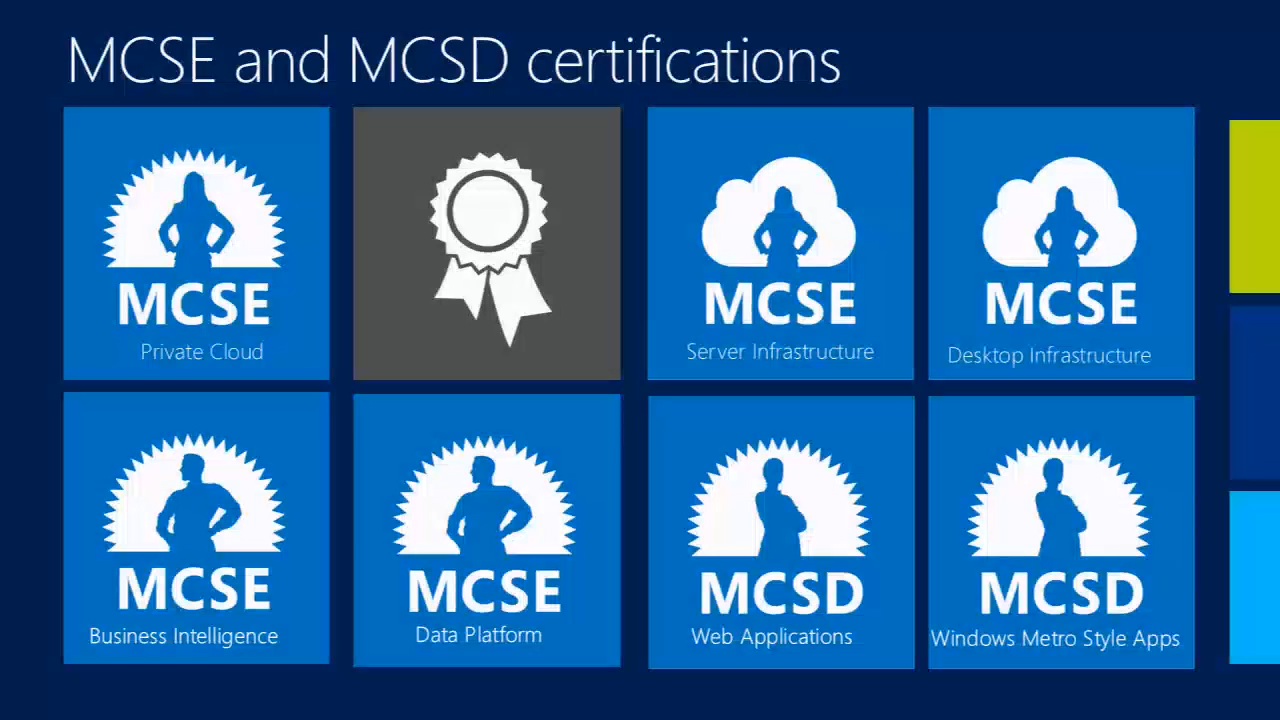 MCSE and MCSD certifications
MCSE
Private Cloud
MCSE
Server Infrastructure
MCSE
Desktop Infrastructure
MCSE
Business Intelligence
MCSE
Data Platform
MCSD
Web Applications
MCSD
Windows Metro Style Apps